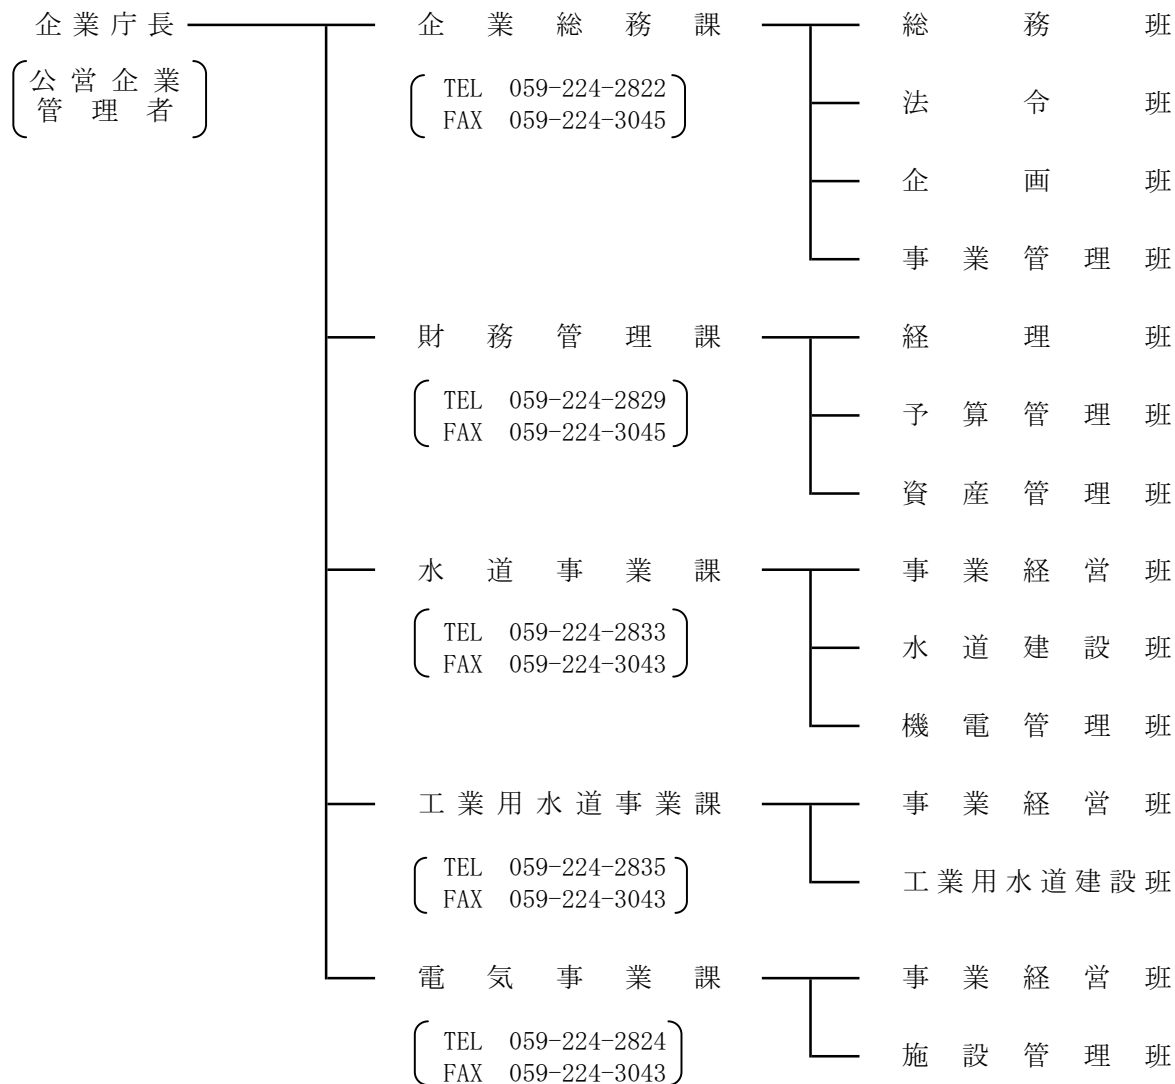 企業庁長
公営企業
管理者
企業総務課
TEL 059-224-2822
FAX 059-224-3045
総務班
法令班
企画班
事業管理班
財務管理課
TEL 059-224-2829
FAX 059-224-3045
経理班
予算管理班
資産管理班
水道事業課
TEL 059-224-2833
FAX 059-224-3043
事業経営班
水道建設班
機電管理班
工業用水道事業課
TEL 059-224-2835
FAX 059-224-3043
事業経営班
工業用水道建設班
電気事業課
TEL 059-224-2824
FAX 059-224-3043
事業経営班
施設管理班